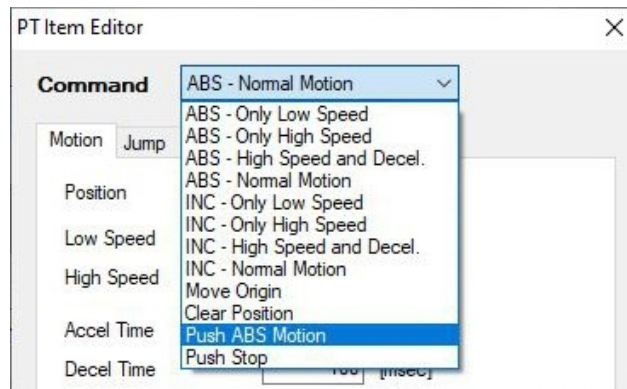 PT Item Editor
Command
ABS - Normal Motion
ABS - Only Low Speed
ABS - Only High Speed
ABS - High Speed and Decel.
ABS - Normal Motion
INC - Only Low Speed
INC - Only High Speed
INC - High Speed and Decel.
INC - Normal Motion
Move Origin
Clear Position
Push ABS Motion
Push Stop
Motion Jump
Position
Low Speed
High Speed
Accel Time
Decel Time
[msec]